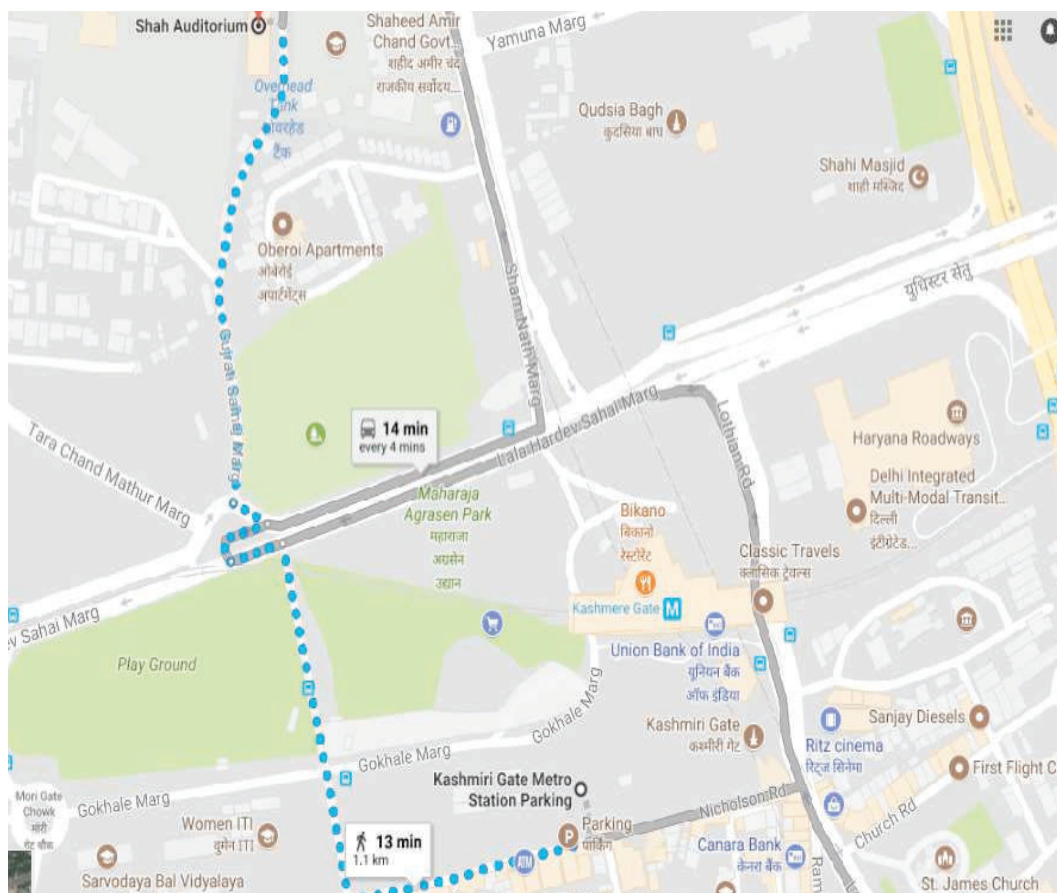 Shah Auditorium
Shaheed Amir
Chand Govt...
शहीद अमीर चंद
राजकीय सर्वोदय...
Yamuna Marg
Overhead
Tank
ओवरहेड
टैंक
Qudsia Bagh
कुदसिया बाघ
Shahi Masjid
शाही मस्जिद
Oberoi Apartments
ओबेरोई
अपार्टमेंट्स
Sham Nath Marg
युधिस्टर सेतु
Gujrati Samaj Marg
Tara Chand Mathur Marg
14 min
every 4 mins
Lala Hardev Sahai Marg
Lothian Rd
Haryana Roadways
Delhi Integrated
Multi-Modal Transit...
दिल्ली
इंटीग्रेटेड...
Maharaja
Agrasen Park
महाराजा
अग्रसेन
उद्यान
Bikano
बिकानो
रेस्टोरेंट
Classic Travels
क्लासिक ट्रेवल्स
Kashmere Gate
M
ev Sahai Marg
Play Ground
Union Bank of India
यूनियन बैंक
ऑफ़ इंडिया
Gokhale Marg
Kashmiri Gate
कश्मीरी गेट
Sanjay Diesels
Ritz cinema
रिट्ज सिनेमा
Gokhale Marg
First Flight C
Kashmiri Gate Metro
Station Parking
Gokhale Marg
Nicholson Rd
Mori Gate
Chowk
मोरी
गेट चौक
Women ITI
वुमेन ITI
13 min
1.1 km
ATM
P
Parking
पार्किंग
Church Rd
Canara Bank
केनरा बैंक
Ram
Sarvodaya Bal Vidyalaya
St. James Church